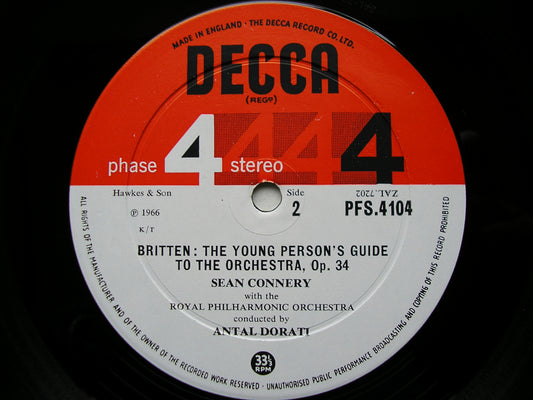 MADE IN ENGLAND · THE DECCA RECORD CO. LTD.
DECCA
(REGD)
phase 4 stereo 4 4 4
Hawkes & Son
Side
2
ZAL.7202
℗ 1966
PFS.4104
K/T
BRITTEN: THE YOUNG PERSON'S GUIDE
TO THE ORCHESTRA, Op. 34
SEAN CONNERY
with the
ROYAL PHILHARMONIC ORCHESTRA
conducted by
ANTAL DORATI
33⅓
RPM
ALL RIGHTS OF THE MANUFACTURER AND OF THE OWNER OF THE RECORDED WORK RESERVED · UNAUTHORISED PUBLIC PERFORMANCE BROADCASTING AND COPYING OF THIS RECORD PROHIBITED